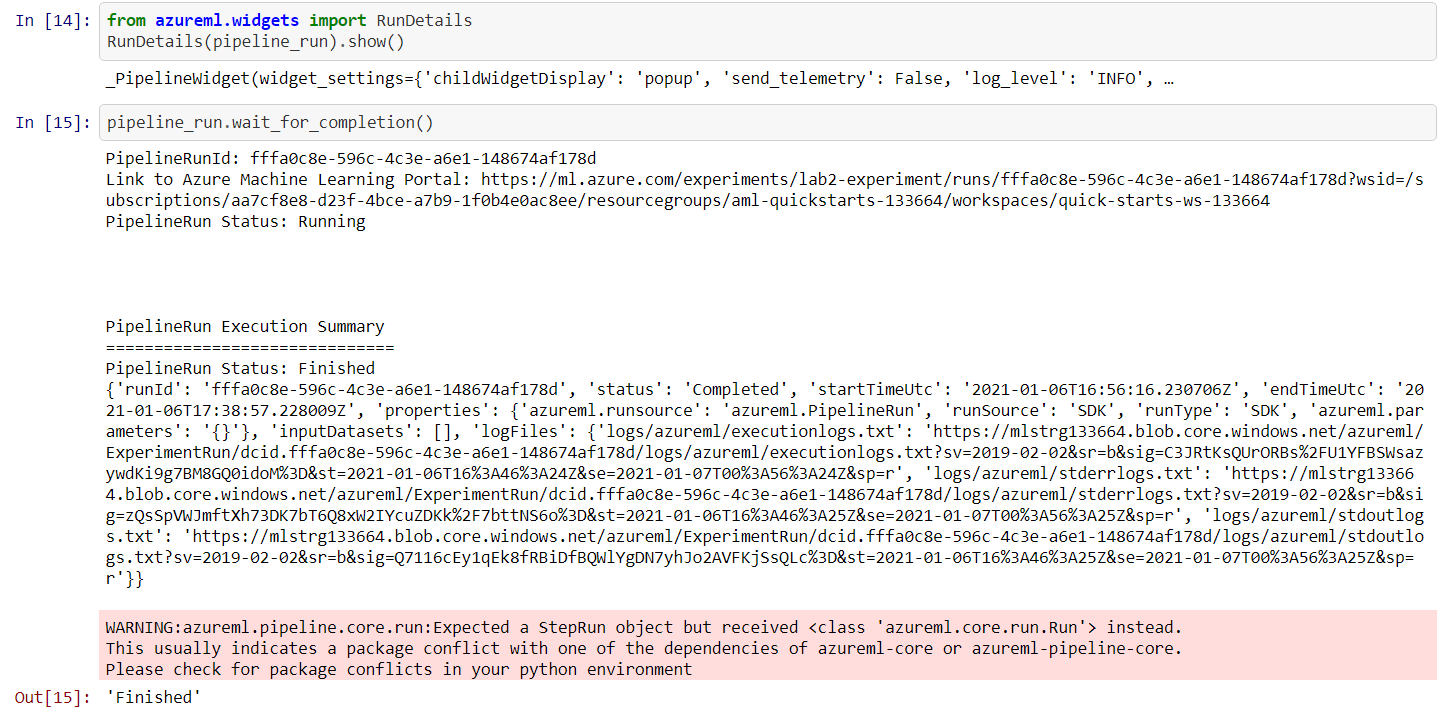 In [14]: from azureml.widgets import RunDetails
RunDetails(pipeline_run).show()
_PipelineWidget(widget_settings={'childWidgetDisplay': 'popup', 'send_telemetry': False, 'log_level': 'INFO', …
In [15]: pipeline_run.wait_for_completion()
PipelineRunId: fffa0c8e-596c-4c3e-a6e1-148674af178d
Link to Azure Machine Learning Portal: https://ml.azure.com/experiments/lab2-experiment/runs/fffa0c8e-596c-4c3e-a6e1-148674af178d?wsid=/s
ubscriptions/aa7cf8e8-d23f-4bce-a7b9-1f0b4e0ac8ee/resourcegroups/aml-quickstarts-133664/workspaces/quick-starts-ws-133664
PipelineRun Status: Running
PipelineRun Execution Summary
==============================
PipelineRun Status: Finished
{'runId': 'fffa0c8e-596c-4c3e-a6e1-148674af178d', 'status': 'Completed', 'startTimeUtc': '2021-01-06T16:56:16.230706Z', 'endTimeUtc': '20
21-01-06T17:38:57.228009Z', 'properties': {'azureml.runsource': 'azureml.PipelineRun', 'runSource': 'SDK', 'runType': 'SDK', 'azureml.par
ameters': '{}'}, 'inputDatasets': [], 'logFiles': {'logs/azureml/executionlogs.txt': 'https://mlstrg133664.blob.core.windows.net/azureml/
ExperimentRun/dcid.fffa0c8e-596c-4c3e-a6e1-148674af178d/logs/azureml/executionlogs.txt?sv=2019-02-02&sr=b&sig=C3JRtKsQUrORBs%2FU1YFBSWsaz
ywdKi9g7BM8GQ0idoM%3D&st=2021-01-06T16%3A46%3A24Z&se=2021-01-07T00%3A56%3A24Z&sp=r', 'logs/azureml/stderrlogs.txt': 'https://mlstrg13366
4.blob.core.windows.net/azureml/ExperimentRun/dcid.fffa0c8e-596c-4c3e-a6e1-148674af178d/logs/azureml/stderrlogs.txt?sv=2019-02-02&sr=b&si
g=zQsSpVWJmftXh73DK7bT6Q8xW2IYcuZDKk%2F7bttNS6o%3D&st=2021-01-06T16%3A46%3A25Z&se=2021-01-07T00%3A56%3A25Z&sp=r', 'logs/azureml/stdoutlog
s.txt': 'https://mlstrg133664.blob.core.windows.net/azureml/ExperimentRun/dcid.fffa0c8e-596c-4c3e-a6e1-148674af178d/logs/azureml/stdoutlo
gs.txt?sv=2019-02-02&sr=b&sig=Q7116cEy1qEk8fRBiDfBQWlYgDN7yhJo2AVFKjSsQLc%3D&st=2021-01-06T16%3A46%3A25Z&se=2021-01-07T00%3A56%3A25Z&sp=
r'}}
WARNING:azureml.pipeline.core.run:Expected a StepRun object but received <class 'azureml.core.run.Run'> instead.
This usually indicates a package conflict with one of the dependencies of azureml-core or azureml-pipeline-core.
Please check for package conflicts in your python environment
Out[15]: 'Finished'